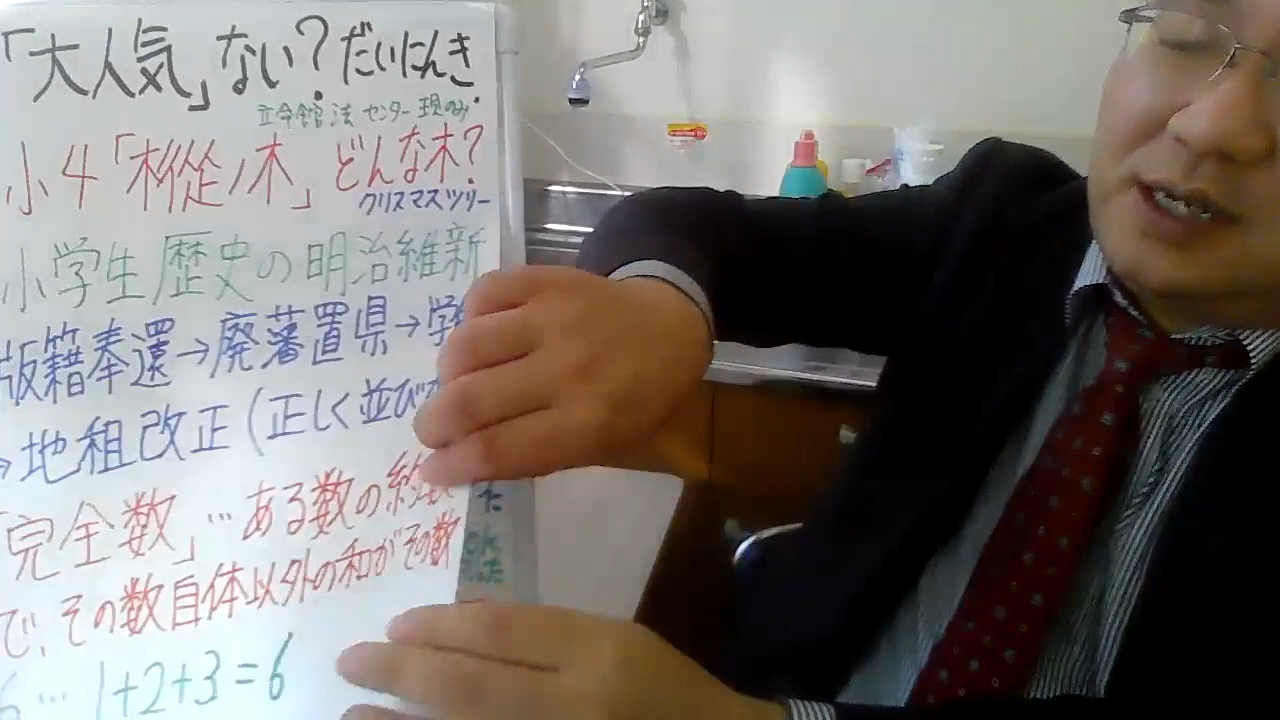 「大人気」ない?だいにんき
立命館 法 センター 現のみ
小4「樅ノ木」どんな木?
クリスマスツリー
小学生歴史の明治維新
版籍奉還→廃藩置県→学
→地租改正(正しく並び
「完全数」…ある数の約数
で、その数自体以外の和がその数
6…1+2+3=6